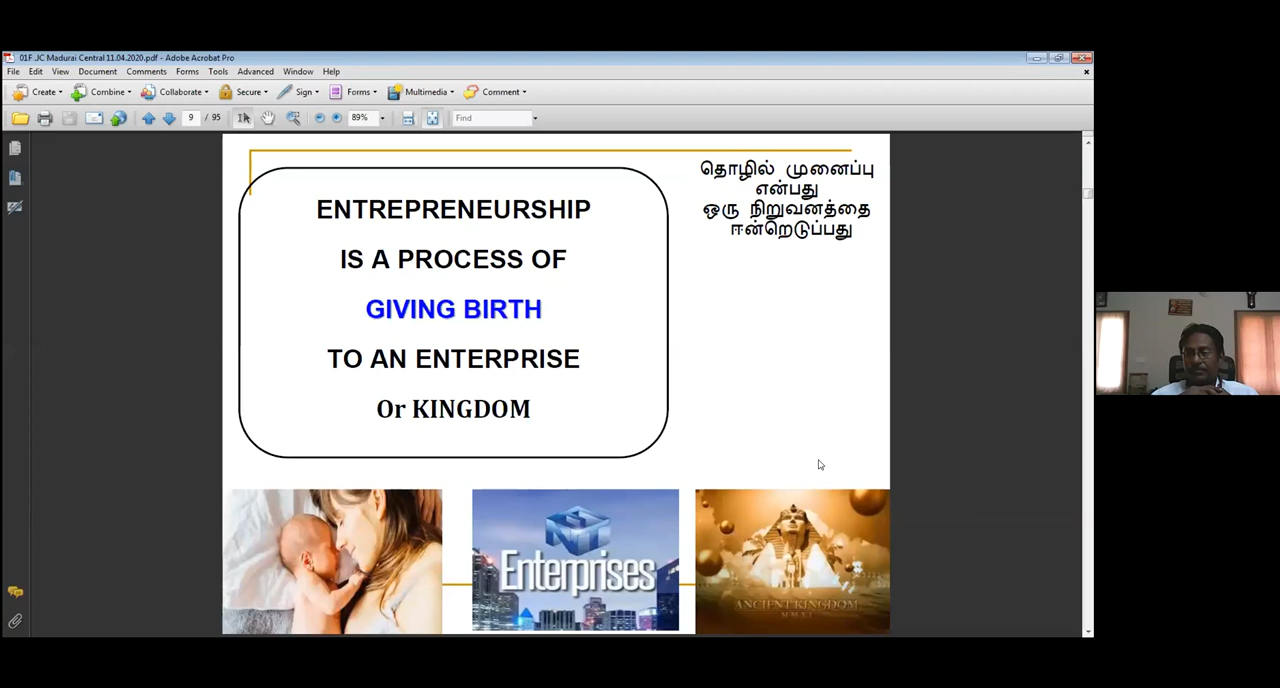 01F .JC Madurai Central 11.04.2020.pdf - Adobe Acrobat Pro
File Edit View Document Comments Forms Tools Advanced Window Help
Create Combine Collaborate Secure Sign Forms Multimedia Comment
9 / 95 89% Find
தொழில் முனைப்பு
என்பது
ஒரு நிறுவனத்தை
ஈன்றெடுப்பது
ENTREPRENEURSHIP
IS A PROCESS OF
GIVING BIRTH
TO AN ENTERPRISE
Or KINGDOM
ENT
Enterprises
ANCIENT KINGDOM